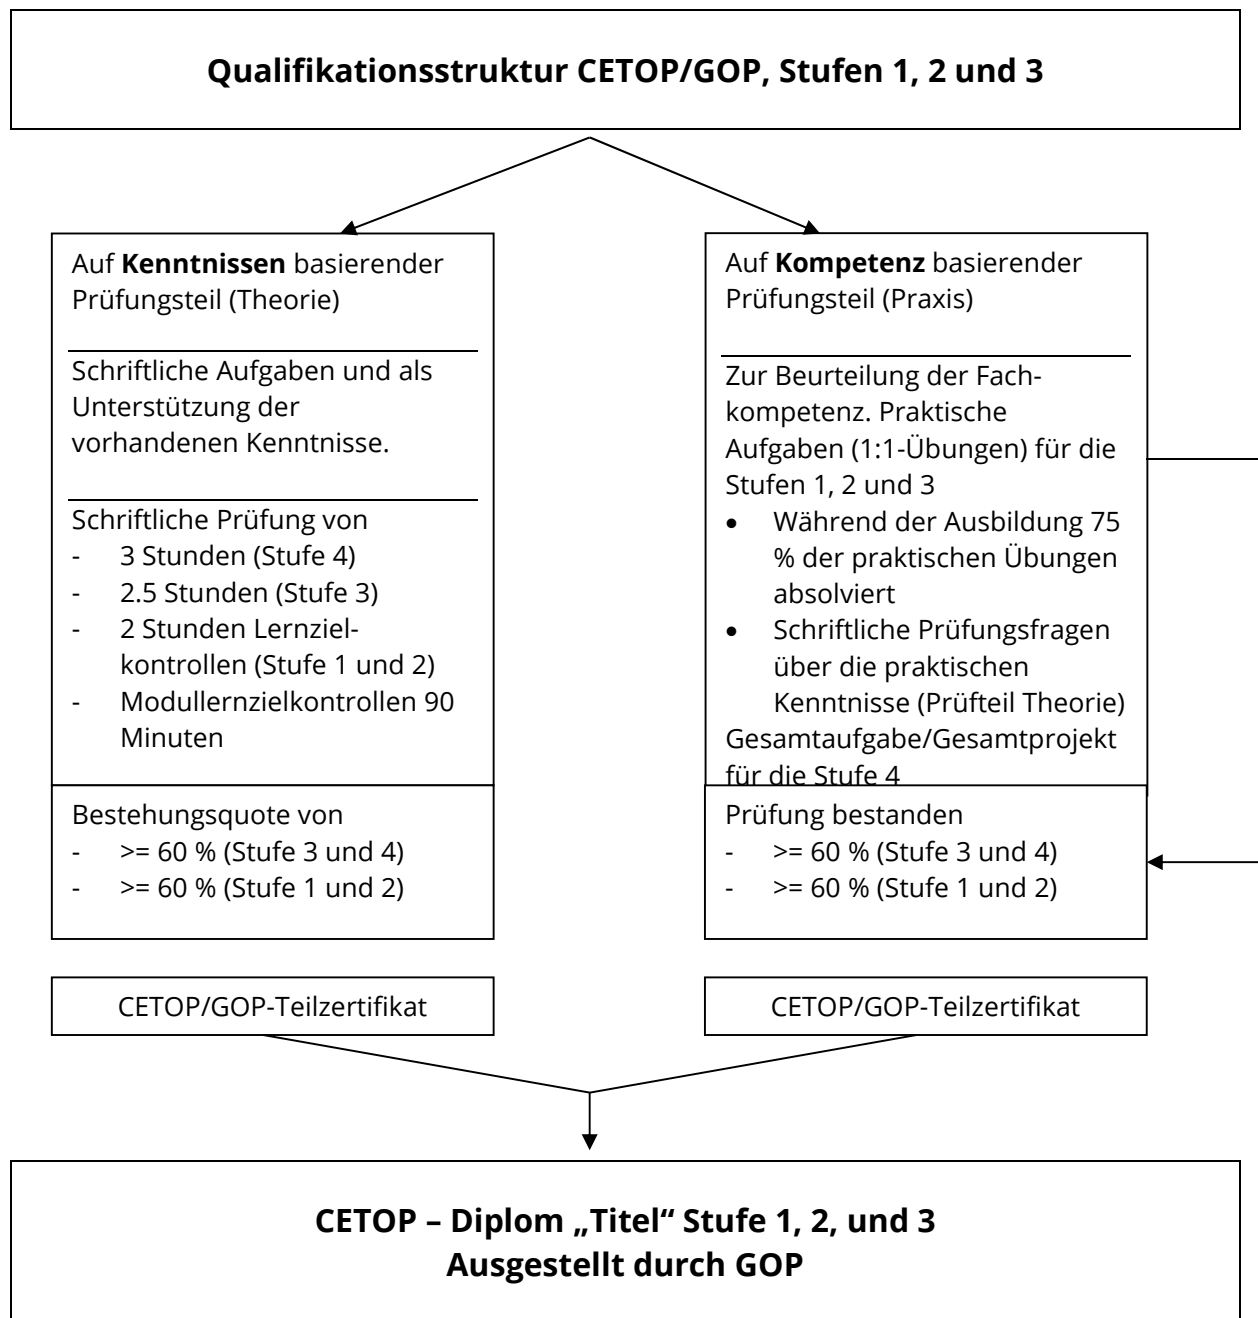 Qualifikationsstruktur CETOP/GOP, Stufen 1, 2 und 3
Auf Kenntnissen basierender
Prüfungsteil (Theorie)
Schriftliche Aufgaben und als
Unterstützung der
vorhandenen Kenntnisse.
Schriftliche Prüfung von
- 3 Stunden (Stufe 4)
- 2.5 Stunden (Stufe 3)
- 2 Stunden Lernziel-
kontrollen (Stufe 1 und 2)
- Modullernzielkontrollen 90
Minuten
Bestehungsquote von
- >= 60 % (Stufe 3 und 4)
- >= 60 % (Stufe 1 und 2)
CETOP/GOP-Teilzertifikat
Auf Kompetenz basierender
Prüfungsteil (Praxis)
Zur Beurteilung der Fach-
kompetenz. Praktische
Aufgaben (1:1-Übungen) für die
Stufen 1, 2 und 3
• Während der Ausbildung 75
% der praktischen Übungen
absolviert
• Schriftliche Prüfungsfragen
über die praktischen
Kenntnisse (Prüfteil Theorie)
Gesamtaufgabe/Gesamtprojekt
für die Stufe 4
Prüfung bestanden
- >= 60 % (Stufe 3 und 4)
- >= 60 % (Stufe 1 und 2)
CETOP/GOP-Teilzertifikat
CETOP – Diplom „Titel“ Stufe 1, 2, und 3
Ausgestellt durch GOP